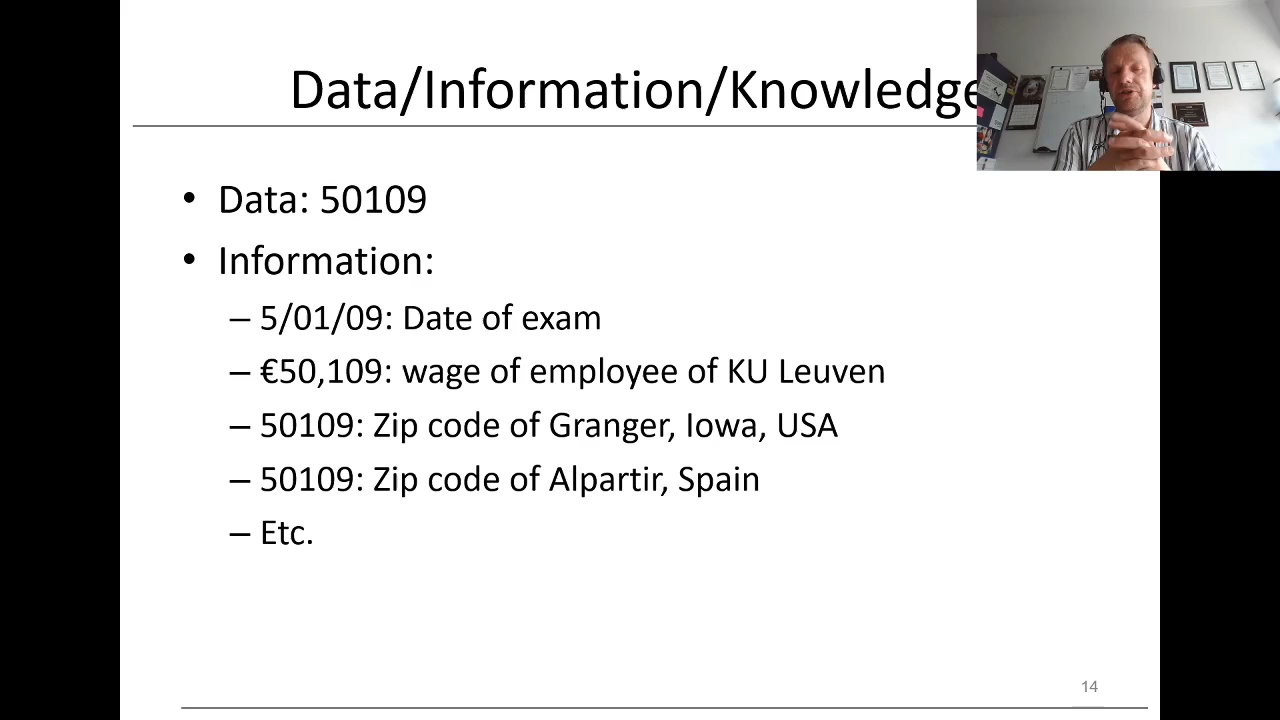 Data/Information/Knowledge
• Data: 50109
• Information:
– 5/01/09: Date of exam
– €50,109: wage of employee of KU Leuven
– 50109: Zip code of Granger, Iowa, USA
– 50109: Zip code of Alpartir, Spain
– Etc.
14